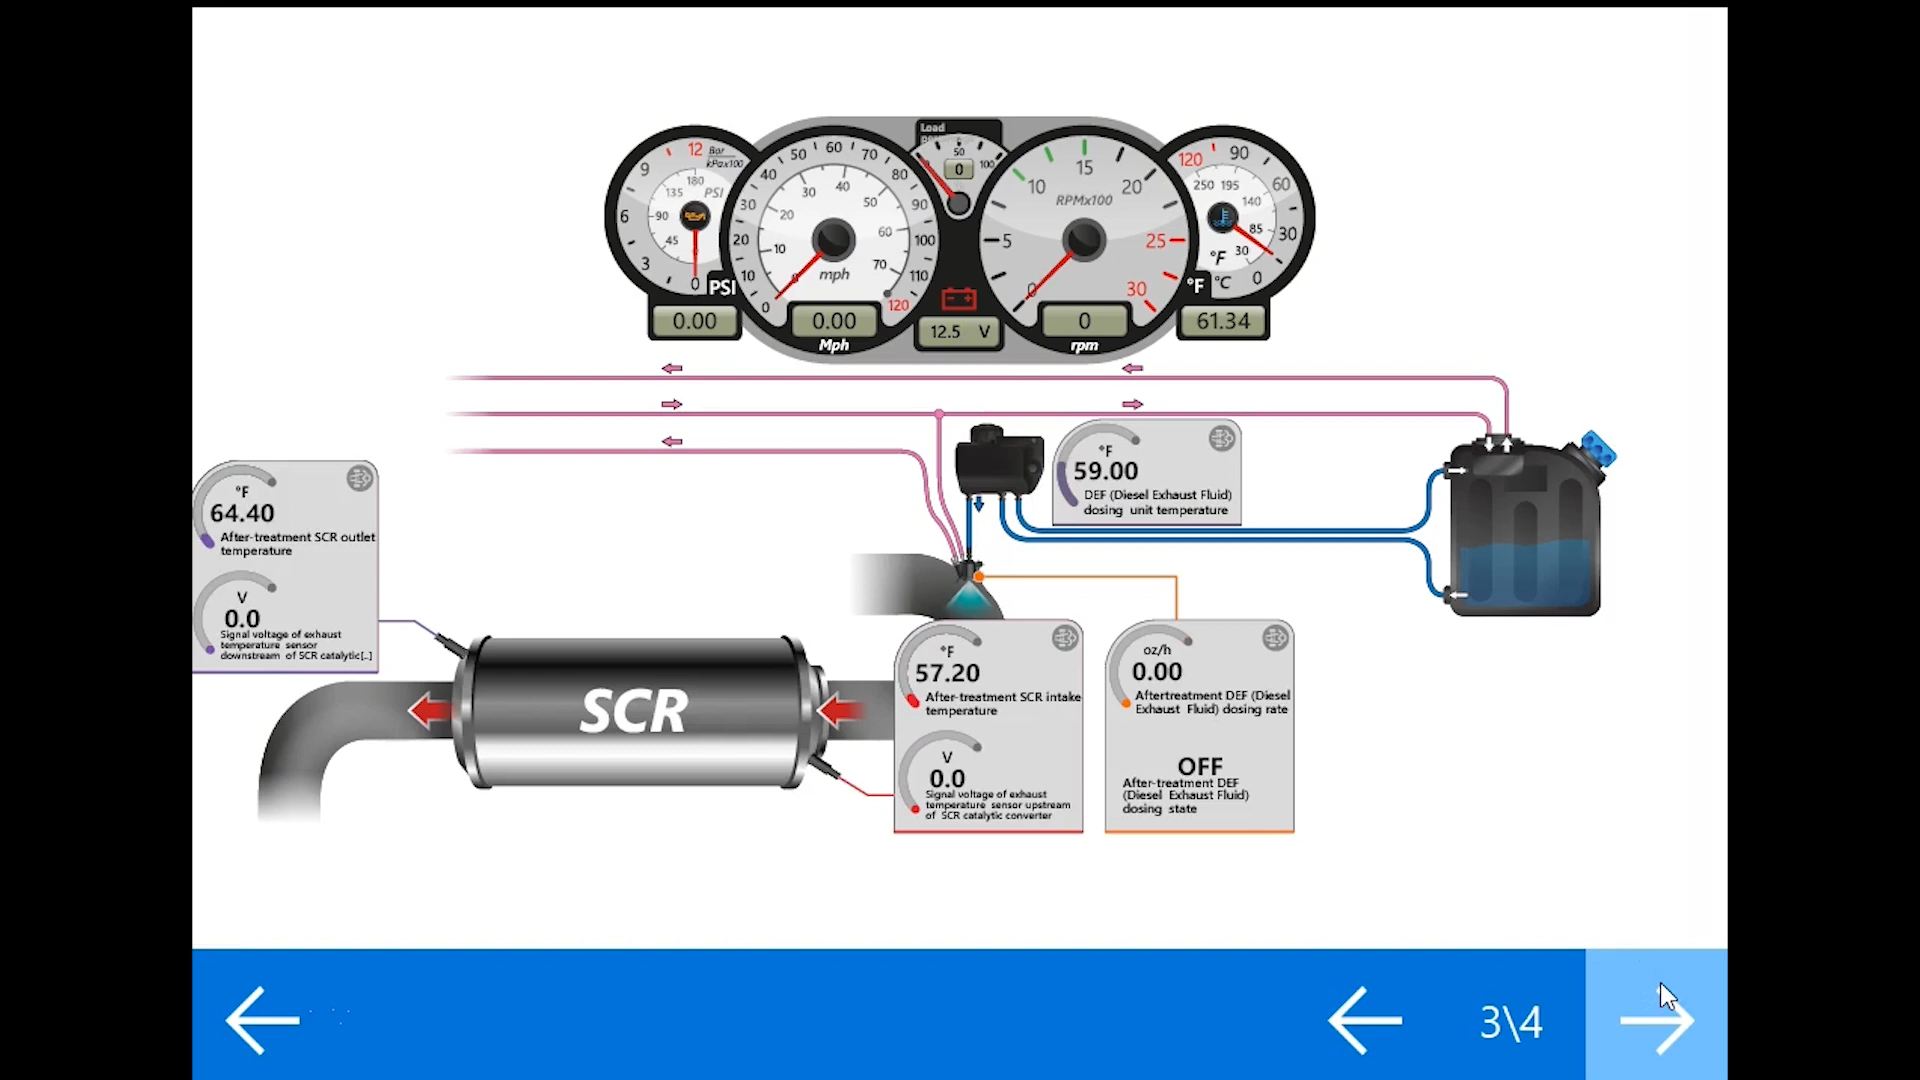 Load
12 Bar
kPax100
9
180
135 PSI
6
90
45
3
0
PSI
0.00
0 10 20 30 40 50 60 70 80 90 100 110 120
10 20 30 40 50 60 70
mph
0.00
Mph
50
100
0
12.5 V
0 5 10 15 20 25 30
RPMx100
0
rpm
120 90 60 30 0
250 195 140 85 30
°F
°F °C
61.34
°F
59.00
DEF (Diesel Exhaust Fluid)
dosing unit temperature
°F
64.40
After-treatment SCR outlet
temperature
V
0.0
Signal voltage of exhaust
temperature sensor
downstream of SCR catalytic[..]
SCR
°F
57.20
After-treatment SCR intake
temperature
V
0.0
Signal voltage of exhaust
temperature sensor upstream
of SCR catalytic converter
oz/h
0.00
Aftertreatment DEF (Diesel
Exhaust Fluid) dosing rate
OFF
After-treatment DEF
(Diesel Exhaust Fluid)
dosing state
3\4